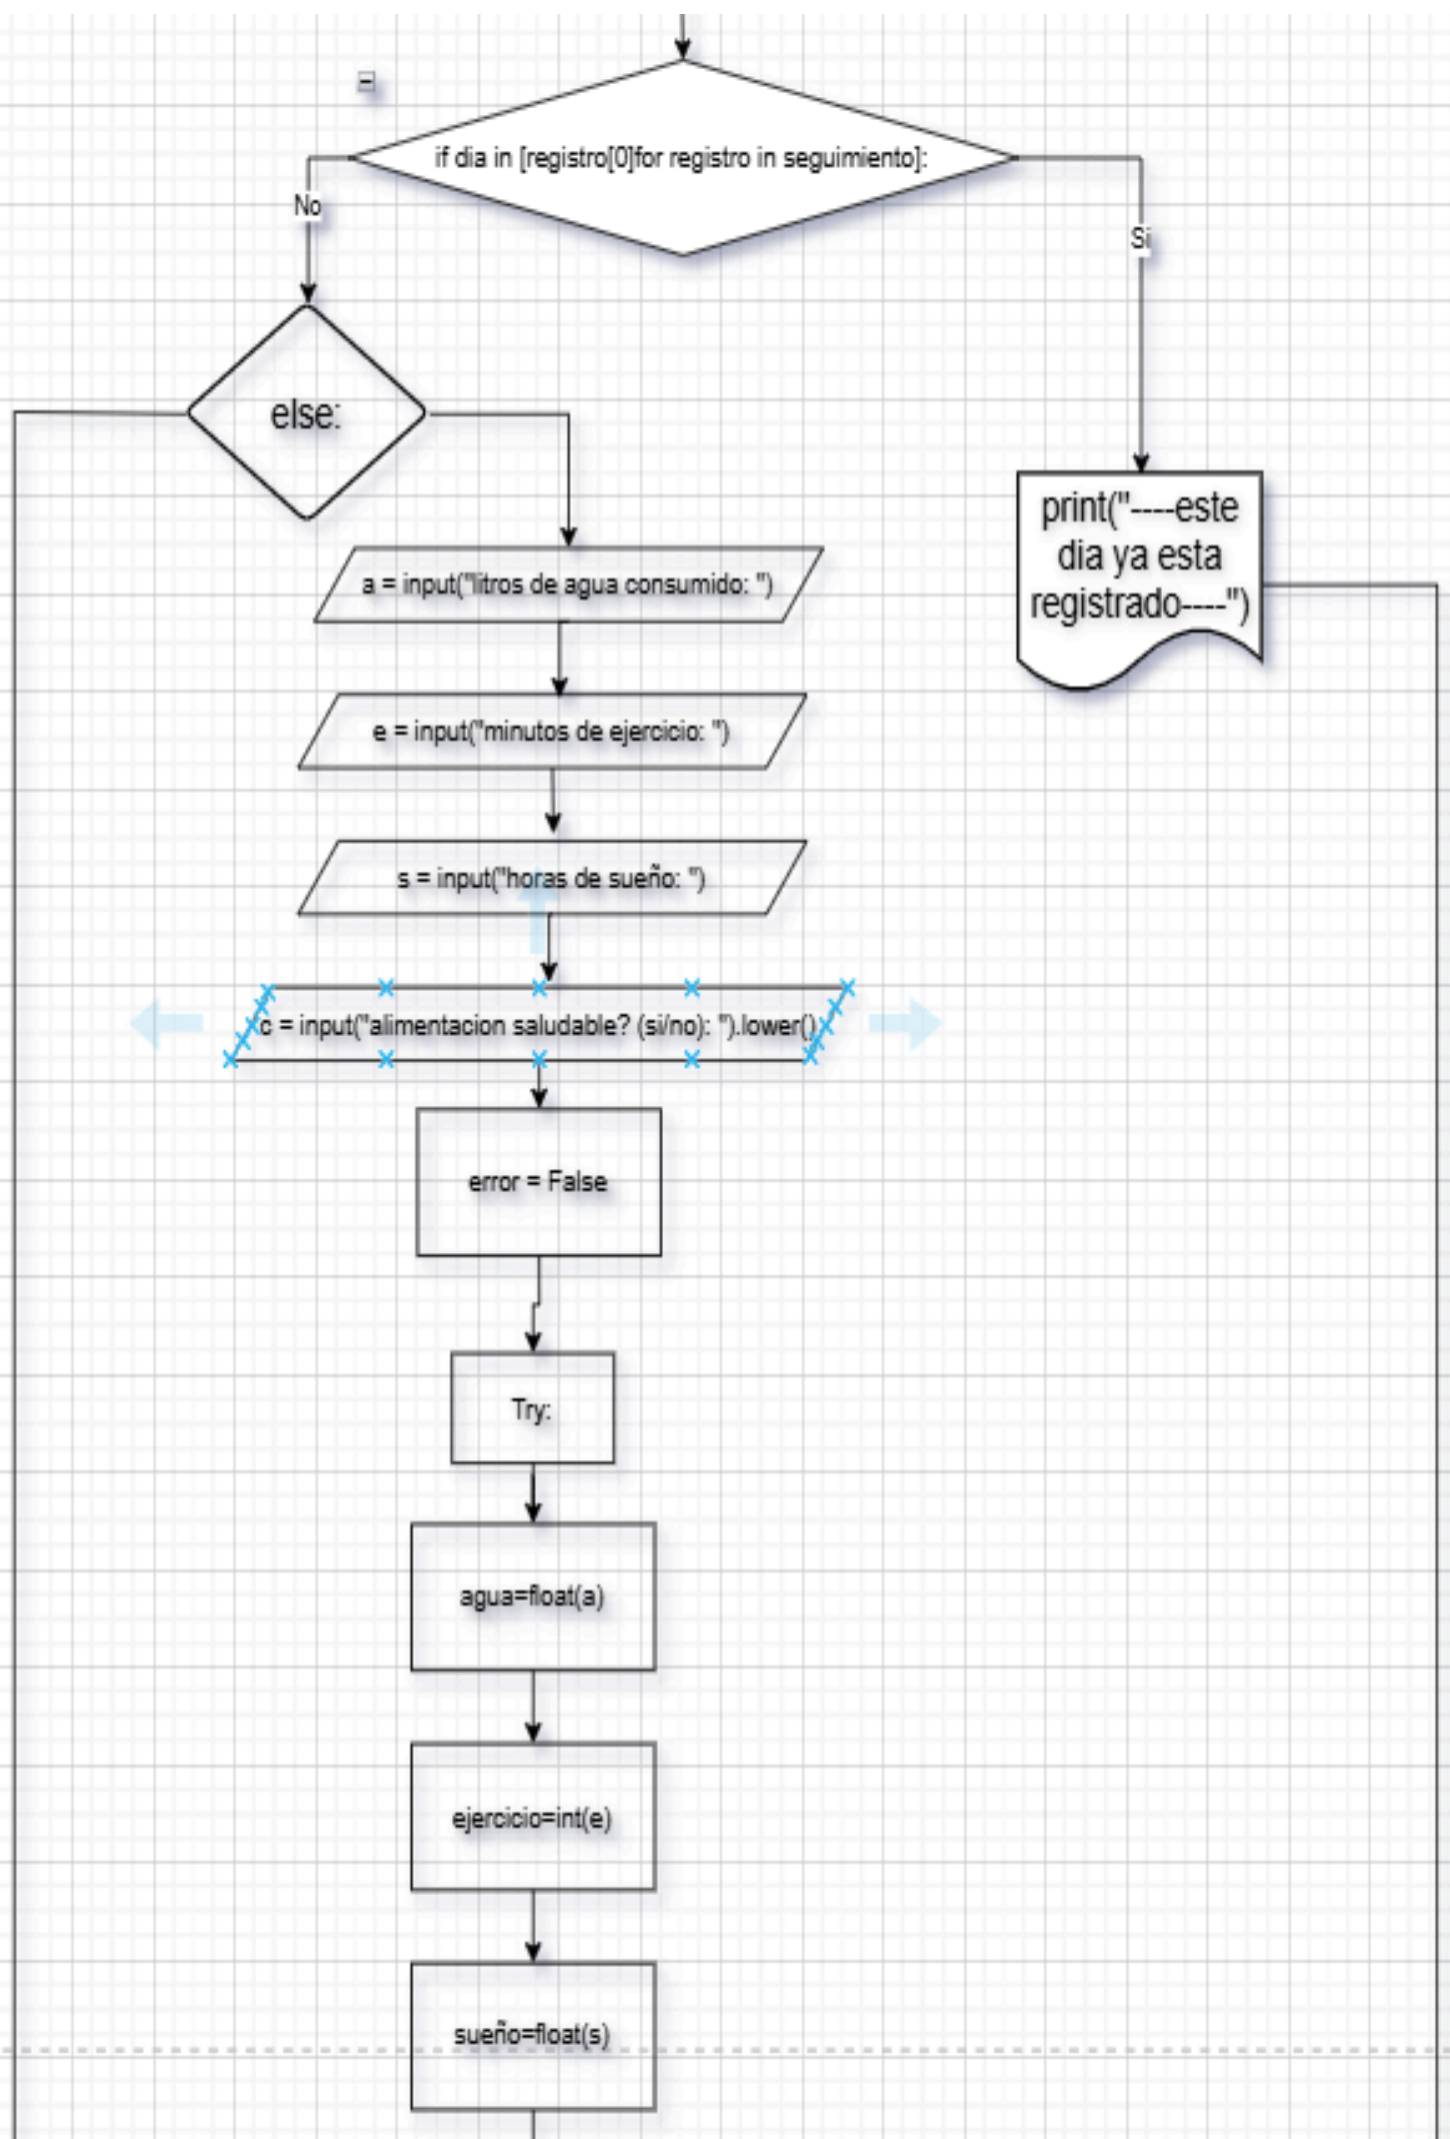 if dia in [registro[0]for registro in seguimiento]:
No
Si
else:
print("----este
dia ya esta
registrado----")
a = input("litros de agua consumido: ")
e = input("minutos de ejercicio: ")
s = input("horas de sueño: ")
c = input("alimentacion saludable? (si/no): ").lower()
error = False
Try:
agua=float(a)
ejercicio=int(e)
sueño=float(s)